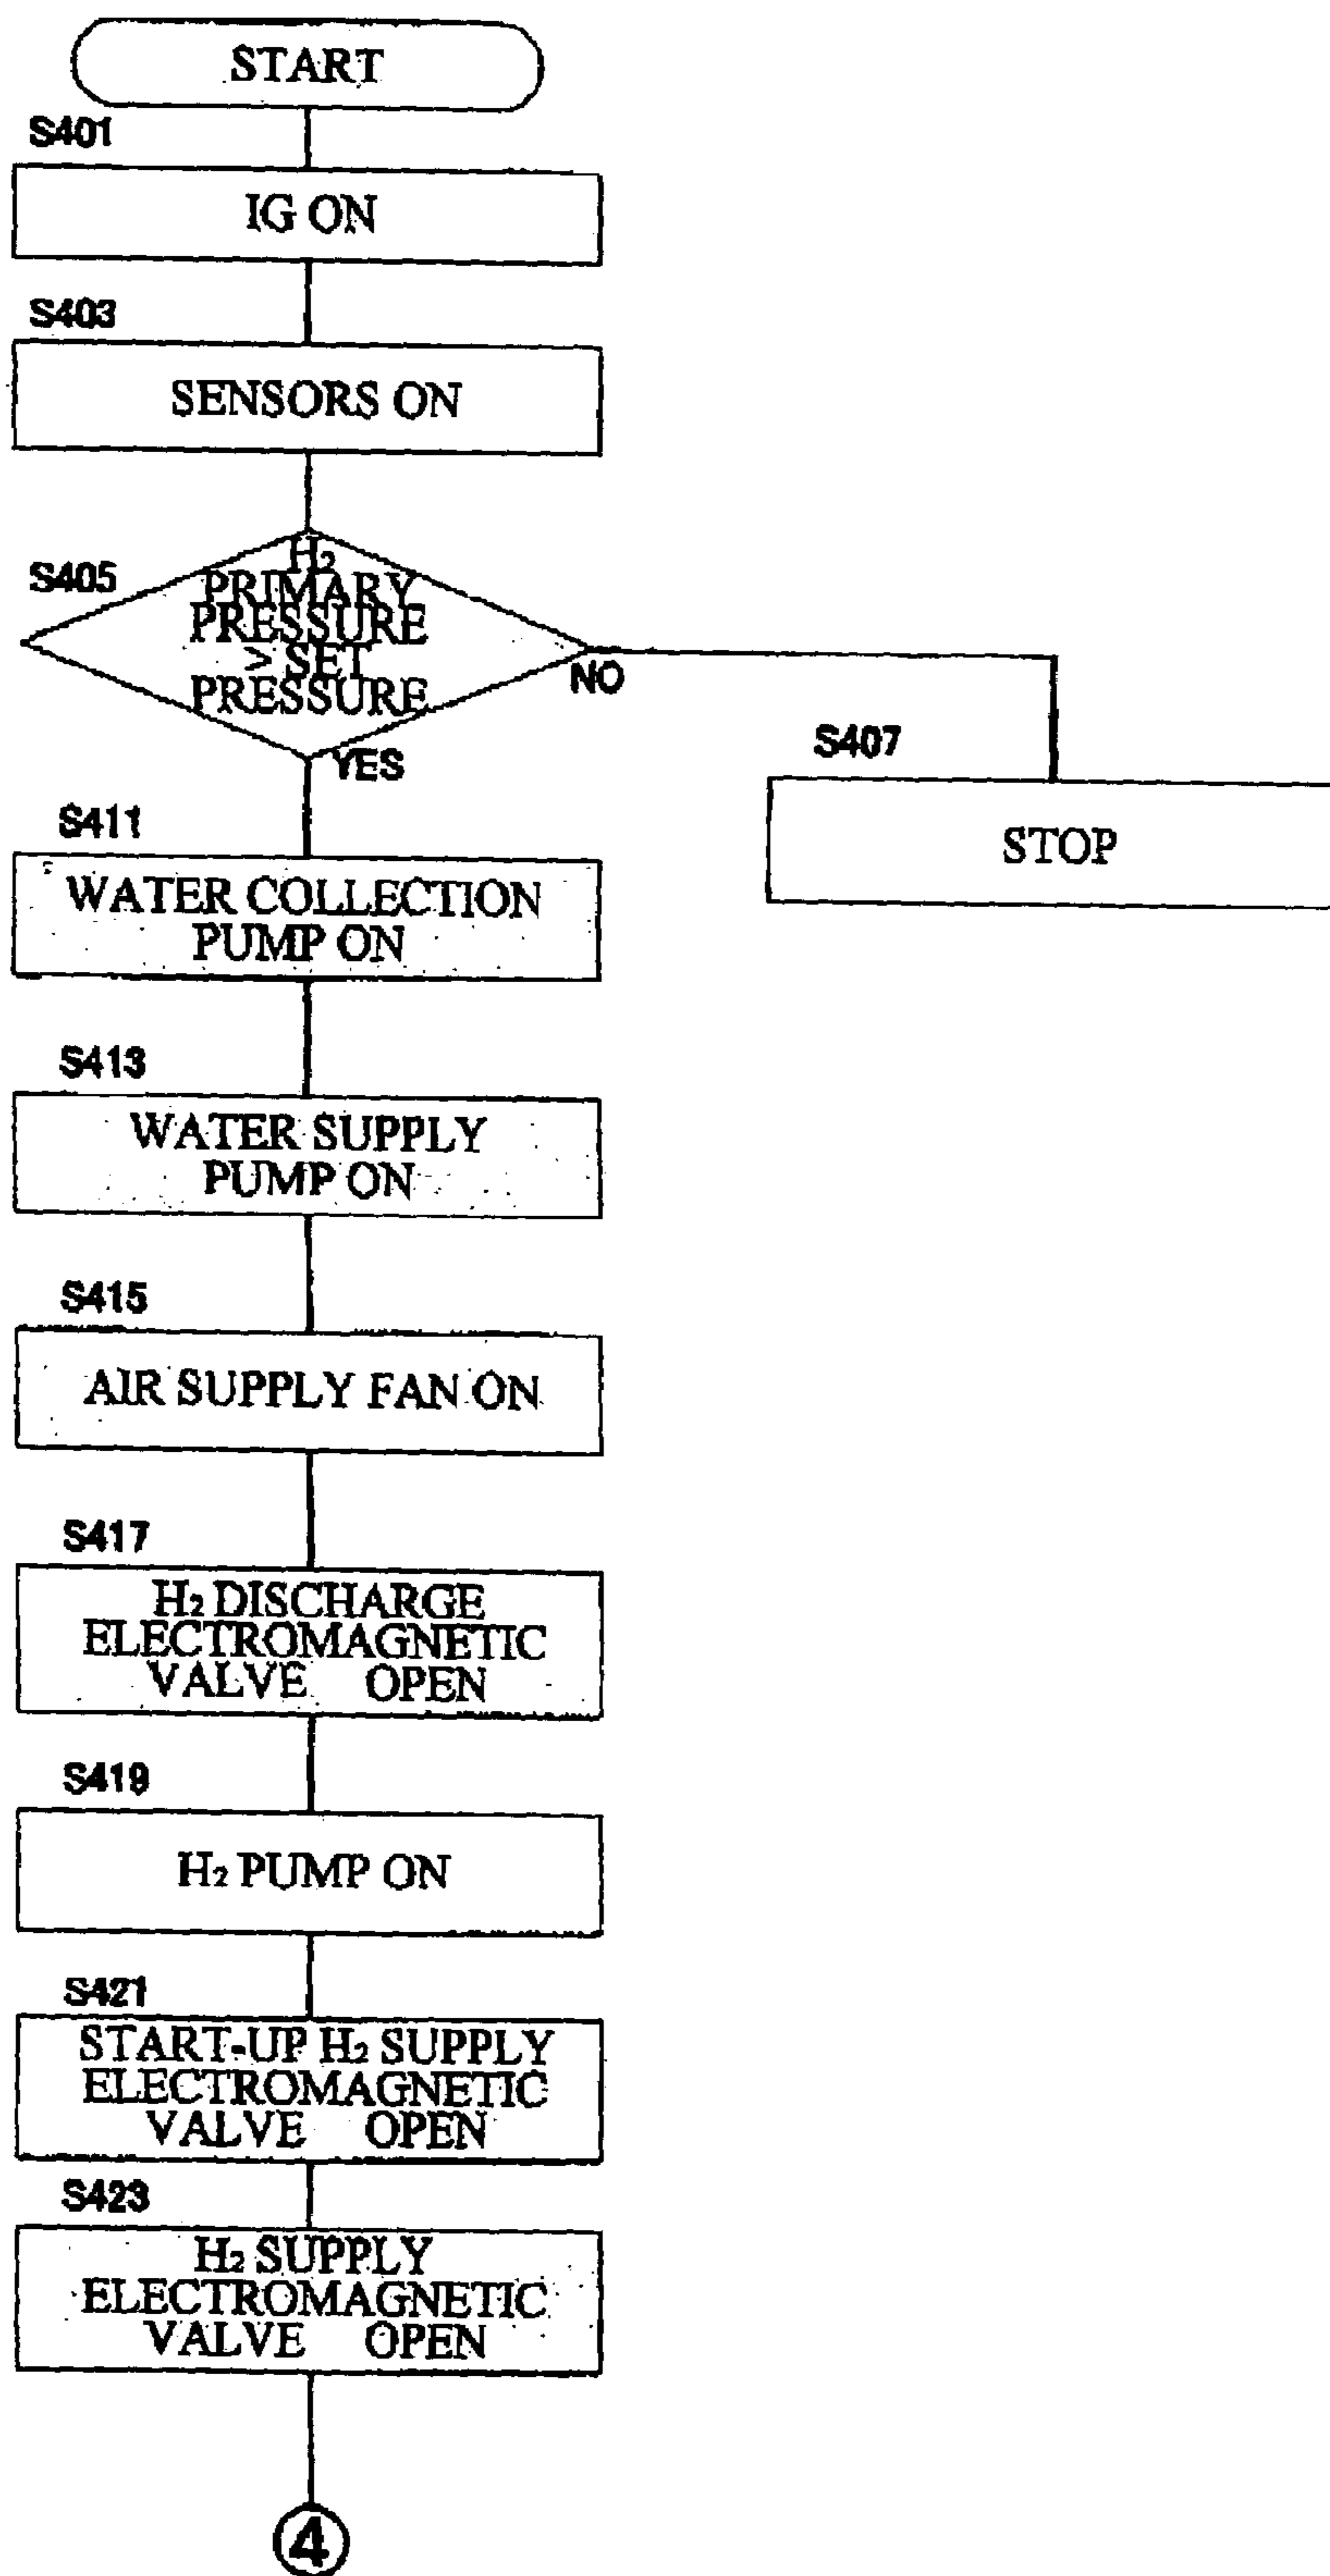 START
S401
IG ON
S403
SENSORS ON
S405
H₂
PRIMARY
PRESSURE
> SET
PRESSURE
NO
YES
S407
STOP
S411
WATER COLLECTION
PUMP ON
S413
WATER SUPPLY
PUMP ON
S415
AIR SUPPLY FAN ON
S417
H₂ DISCHARGE
ELECTROMAGNETIC
VALVE OPEN
S419
H₂ PUMP ON
S421
START-UP H₂ SUPPLY
ELECTROMAGNETIC
VALVE OPEN
S423
H₂ SUPPLY
ELECTROMAGNETIC
VALVE OPEN
4